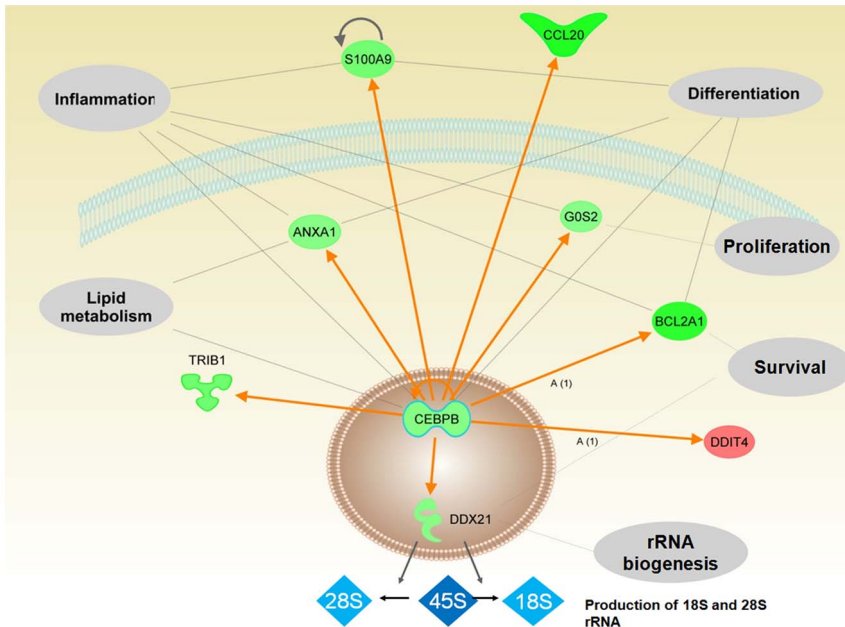 CCL20
S100A9
Inflammation
Differentiation
G0S2
ANXA1
Proliferation
Lipid
metabolism
BCL2A1
TRIB1
Survival
A (1)
CEBPB
A (1)
DDIT4
DDX21
rRNA
biogenesis
28S
45S
18S
Production of 18S and 28S
rRNA